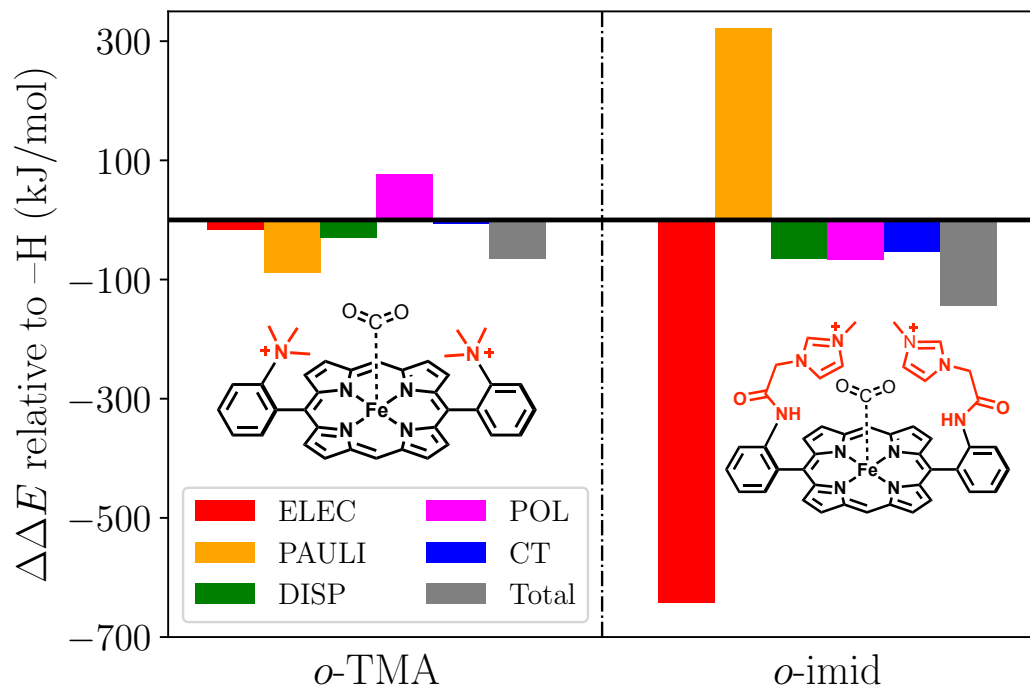 ΔΔE relative to –H (kJ/mol)
300
100
−100
−300
−500
−700
O C O
+ N N +
N N
Fe
N N
N + + N
N N
O C O
O O
NH NH
N N
Fe
N N
ELEC POL
PAULI CT
DISP Total
o-TMA o-imid